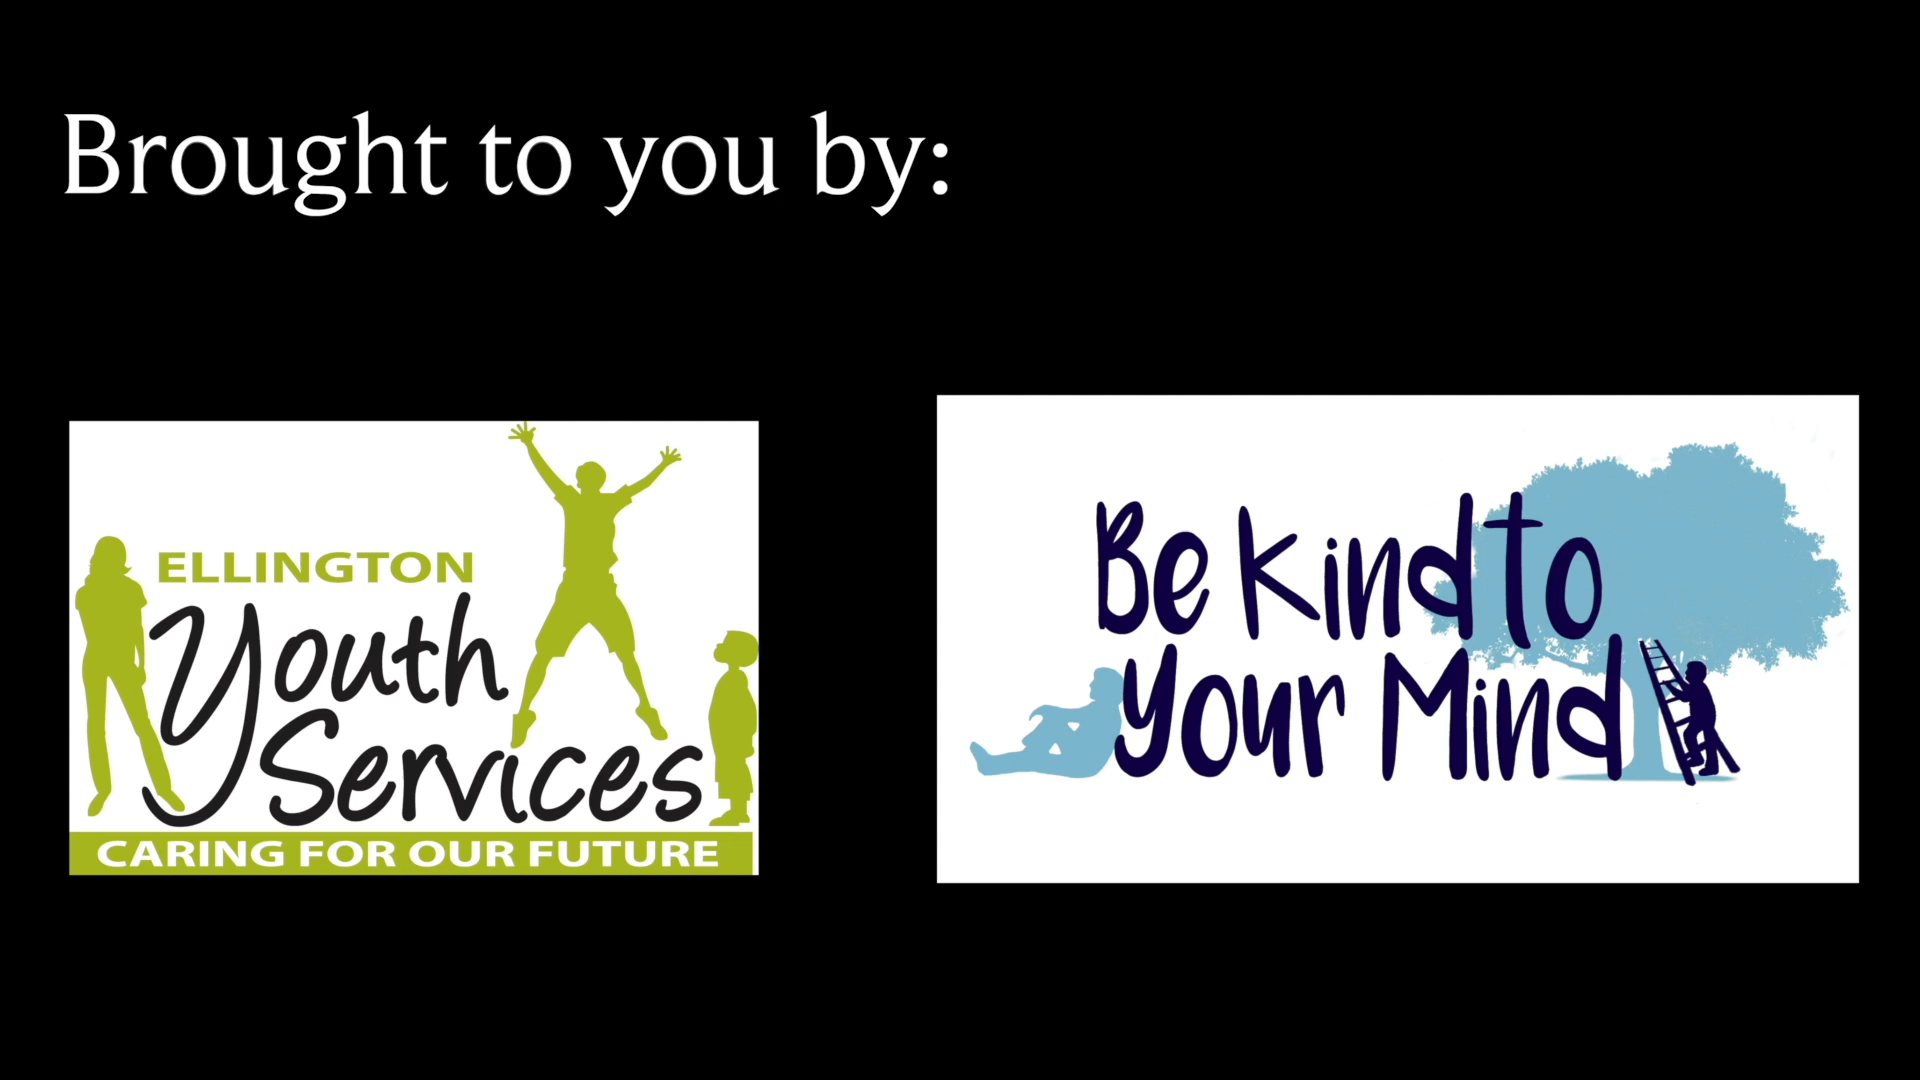 Brought to you by:
ELLINGTON
Youth
Services
CARING FOR OUR FUTURE
Be Kind to
Your Mind